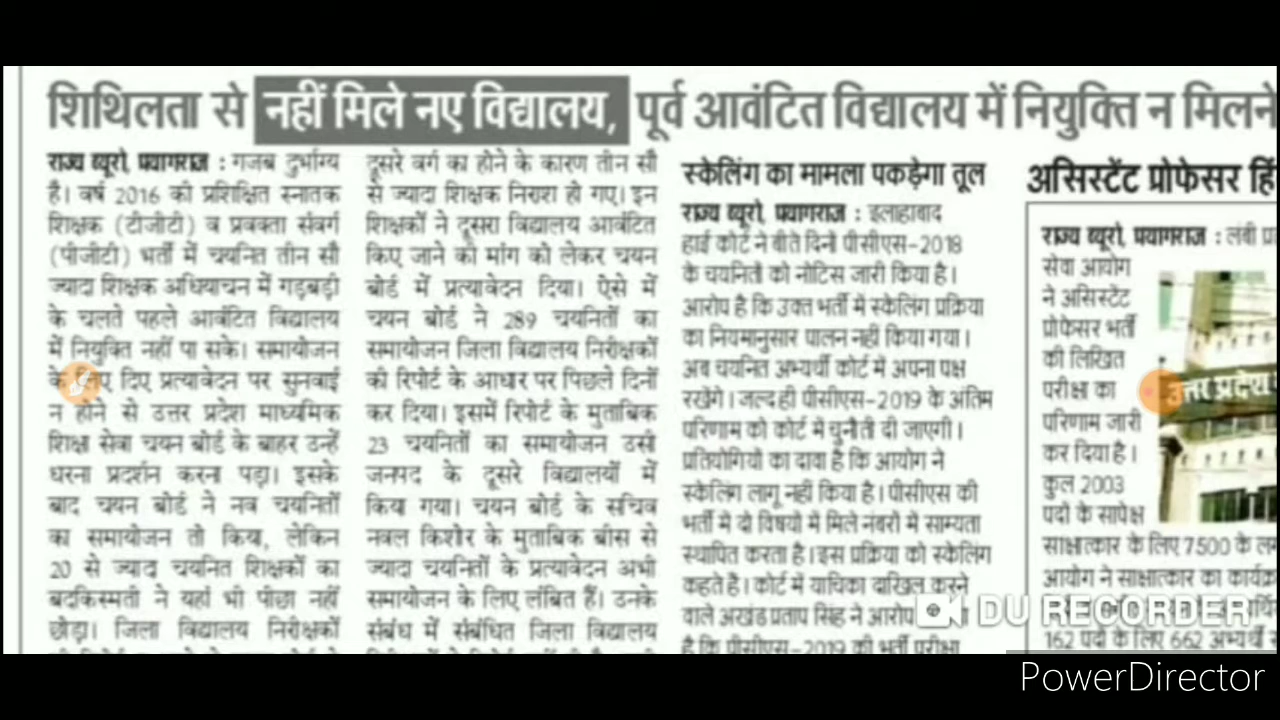 शिथिलता से नहीं मिले नए विद्यालय, पूर्व आवंटित विद्यालय में नियुक्ति न मिलने
राज्य ब्यूरो, प्रयागराज : गजब दुर्भाग्य
है। वर्ष 2016 की प्रशिक्षित स्नातक
शिक्षक (टीजीटी) व प्रवक्ता संवर्ग
(पीजीटी) भर्ती में चयनित तीन सौ
ज्यादा शिक्षक अधियाचन में गड़बड़ी
के चलते पहले आवंटित विद्यालय
में नियुक्ति नहीं पा सके। समायोजन
के लिए दिए प्रत्यावेदन पर सुनवाई
न होने से उत्तर प्रदेश माध्यमिक
शिक्षा सेवा चयन बोर्ड के बाहर उन्हें
धरना प्रदर्शन करना पड़ा। इसके
बाद चयन बोर्ड ने नव चयनितों
का समायोजन तो किया, लेकिन
20 से ज्याद चयनित शिक्षकों का
बदकिस्मती ने यहां भी पीछा नहीं
छोड़ा। जिला विद्यालय निरीक्षकों
दूसरे वर्ग का होने के कारण तीन सौ
से ज्यादा शिक्षक निराश हो गए। इन
शिक्षकों ने दूसरा विद्यालय आवंटित
किए जाने की मांग को लेकर चयन
बोर्ड में प्रत्यावेदन दिया। ऐसे में
चयन बोर्ड ने 289 चयनितों का
समायोजन जिला विद्यालय निरीक्षकों
की रिपोर्ट के आधार पर पिछले दिनों
कर दिया। इसमें रिपोर्ट के मुताबिक
23 चयनितों का समायोजन उसी
जनपद के दूसरे विद्यालयों में
किया गया। चयन बोर्ड के सचिव
नवल किशोर के मुताबिक बीस से
ज्यादा चयनितों के प्रत्यावेदन अभी
समायोजन के लिए लंबित हैं। उनके
संबंध में संबंधित जिला विद्यालय
स्केलिंग का मामला पकड़ेगा तूल
राज्य ब्यूरो, प्रयागराज : इलाहाबाद
हाई कोर्ट ने बीते दिनों पीसीएस-2018
के चयनितों को नोटिस जारी किया है।
आरोप है कि उक्त भर्ती में स्केलिंग प्रक्रिया
का नियमानुसार पालन नहीं किया गया।
अब चयनित अभ्यर्थी कोर्ट में अपना पक्ष
रखेंगे। जल्द ही पीसीएस-2019 के अंतिम
परिणाम को कोर्ट में चुनौती दी जाएगी।
प्रतियोगियों का दावा है कि आयोग ने
स्केलिंग लागू नहीं किया है। पीसीएस की
भर्ती में दो विषयों में मिले नंबरों में साम्यता
स्थापित करता है। इस प्रक्रिया को स्केलिंग
कहते हैं। कोर्ट में याचिका दाखिल करने
वाले अखंड प्रताप सिंह ने आरोप
है कि पीसीएस-2019 की भर्ती परीक्षा
असिस्टेंट प्रोफेसर हिं
राज्य ब्यूरो, प्रयागराज : लंबी
सेवा आयोग
ने असिस्टेंट
प्रोफेसर भर्ती
की लिखित
परीक्षा का
परिणाम जारी
कर दिया है।
कुल 2003
पदों के सापेक्ष
साक्षात्कार के लिए 7500 के
आयोग ने साक्षात्कार का
162 पदों के लिए 662
उत्तर प्रदेश
DU RECORDER
PowerDirector